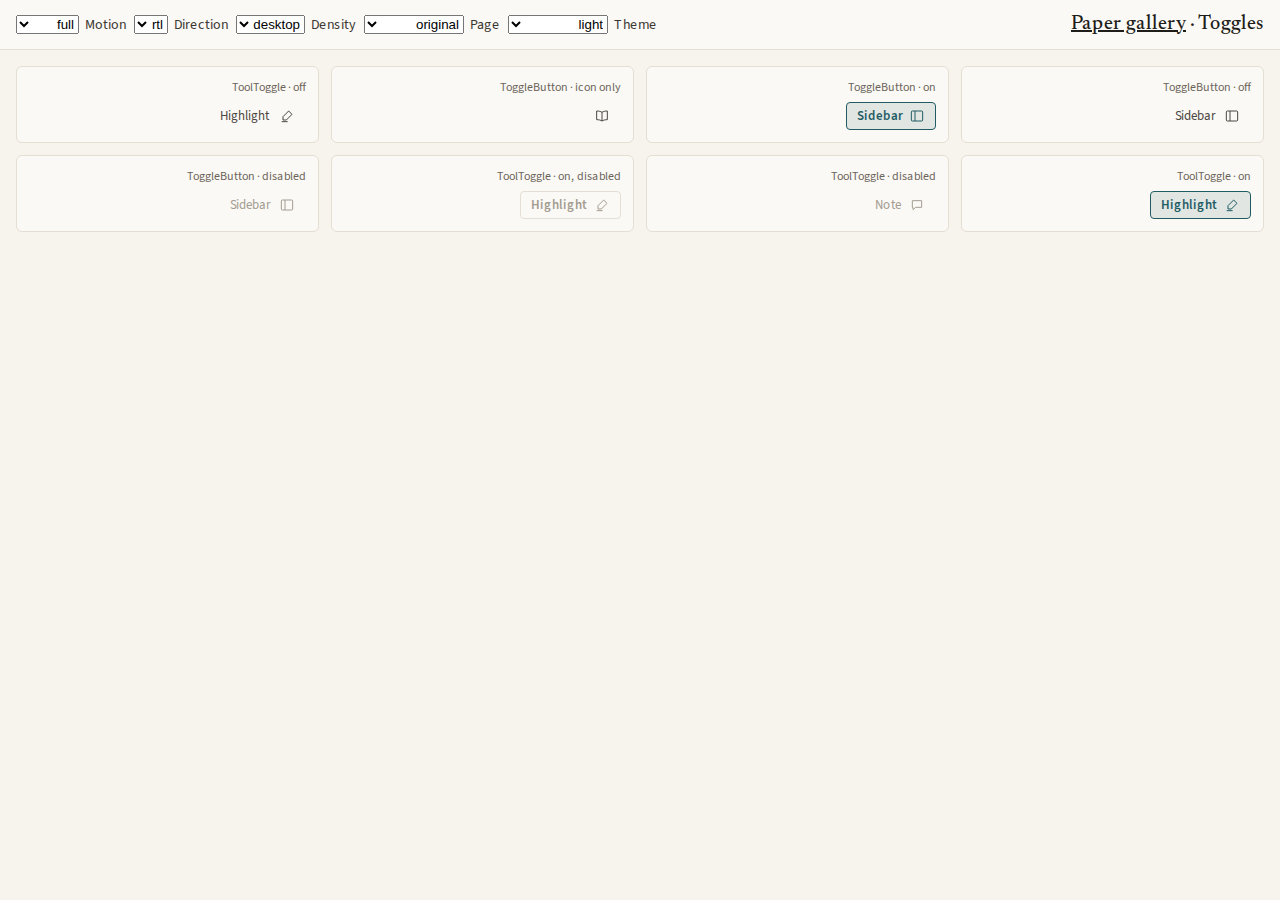 Paper gallery · Toggles
Theme light Page original Density desktop Direction rtl Motion full
ToggleButton · off
Sidebar
ToggleButton · on
Sidebar
ToggleButton · icon only
ToolToggle · off
Highlight
ToolToggle · on
Highlight
ToolToggle · disabled
Note
ToolToggle · on, disabled
Highlight
ToggleButton · disabled
Sidebar